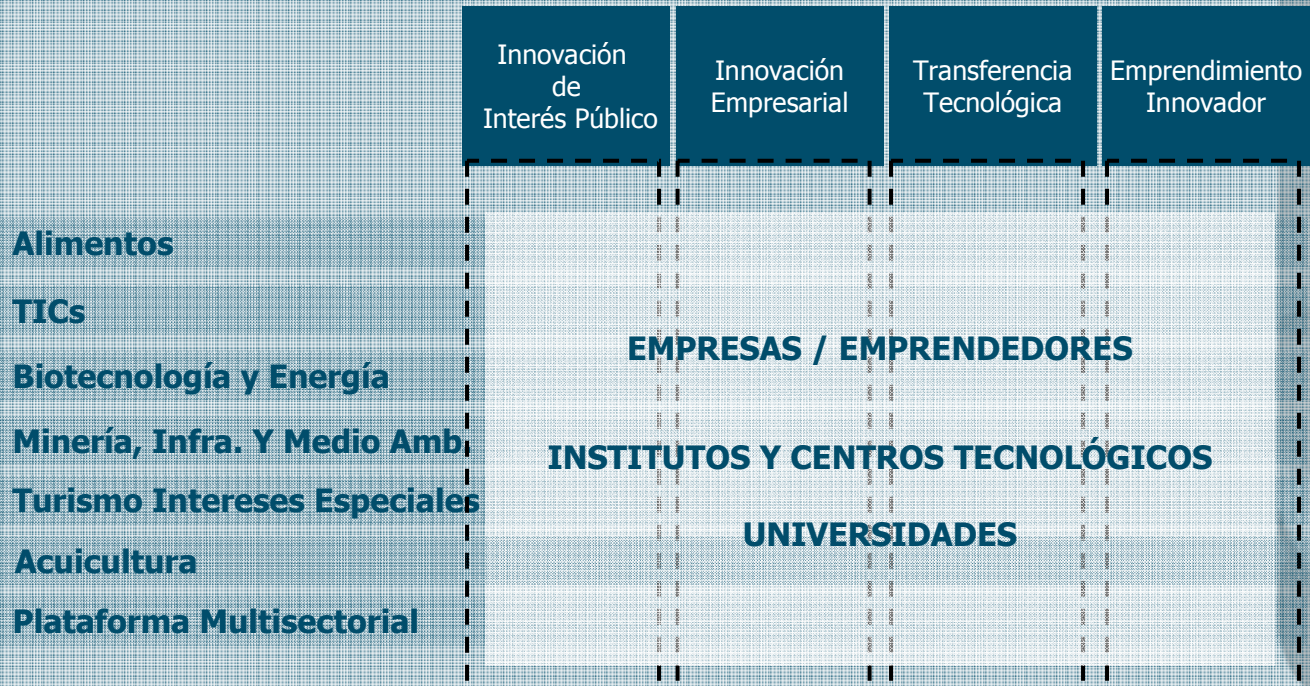 Innovación
de
Interés Público
Innovación
Empresarial
Transferencia
Tecnológica
Emprendimiento
Innovador
Alimentos
TICs
Biotecnología y Energía
Minería, Infra. Y Medio Amb.
Turismo Intereses Especiales
Acuicultura
Plataforma Multisectorial
EMPRESAS / EMPRENDEDORES
INSTITUTOS Y CENTROS TECNOLÓGICOS
UNIVERSIDADES